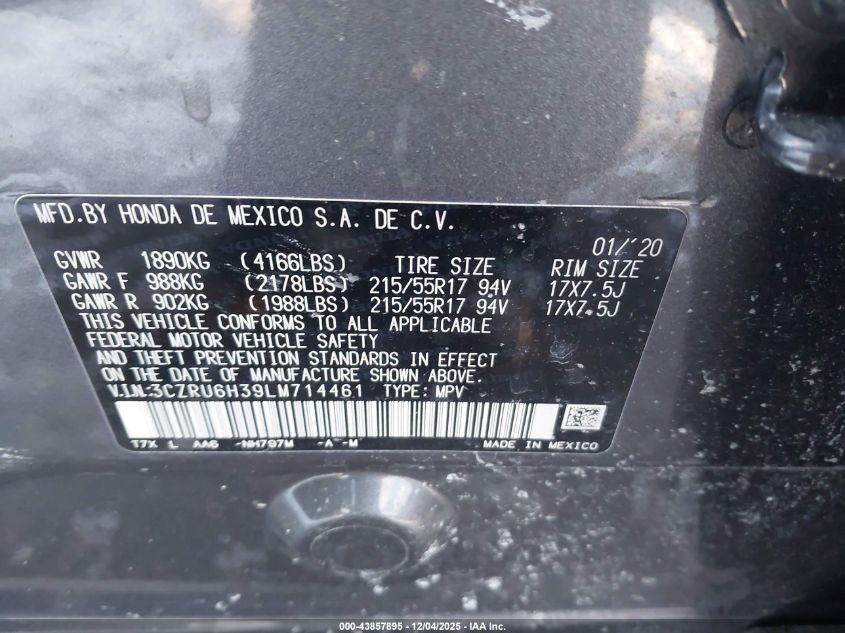 MFD.BY HONDA DE MEXICO S.A. DE C.V.
01/'20
GVWR 1890KG (4166LBS) TIRE SIZE RIM SIZE
GAWR F 988KG (2178LBS) 215/55R17 94V 17X7.5J
GAWR R 902KG (1988LBS) 215/55R17 94V 17X7.5J
THIS VEHICLE CONFORMS TO ALL APPLICABLE
FEDERAL MOTOR VEHICLE SAFETY
AND THEFT PREVENTION STANDARDS IN EFFECT
ON THE DATE OF MANUFACTURE SHOWN ABOVE.
V.I.N.:3CZRU6H39LM714461 TYPE: MPV
T7X L AA6 -NH797M -A -M MADE IN MEXICO
000-43857895 • 12/04/2025 - IAA Inc.